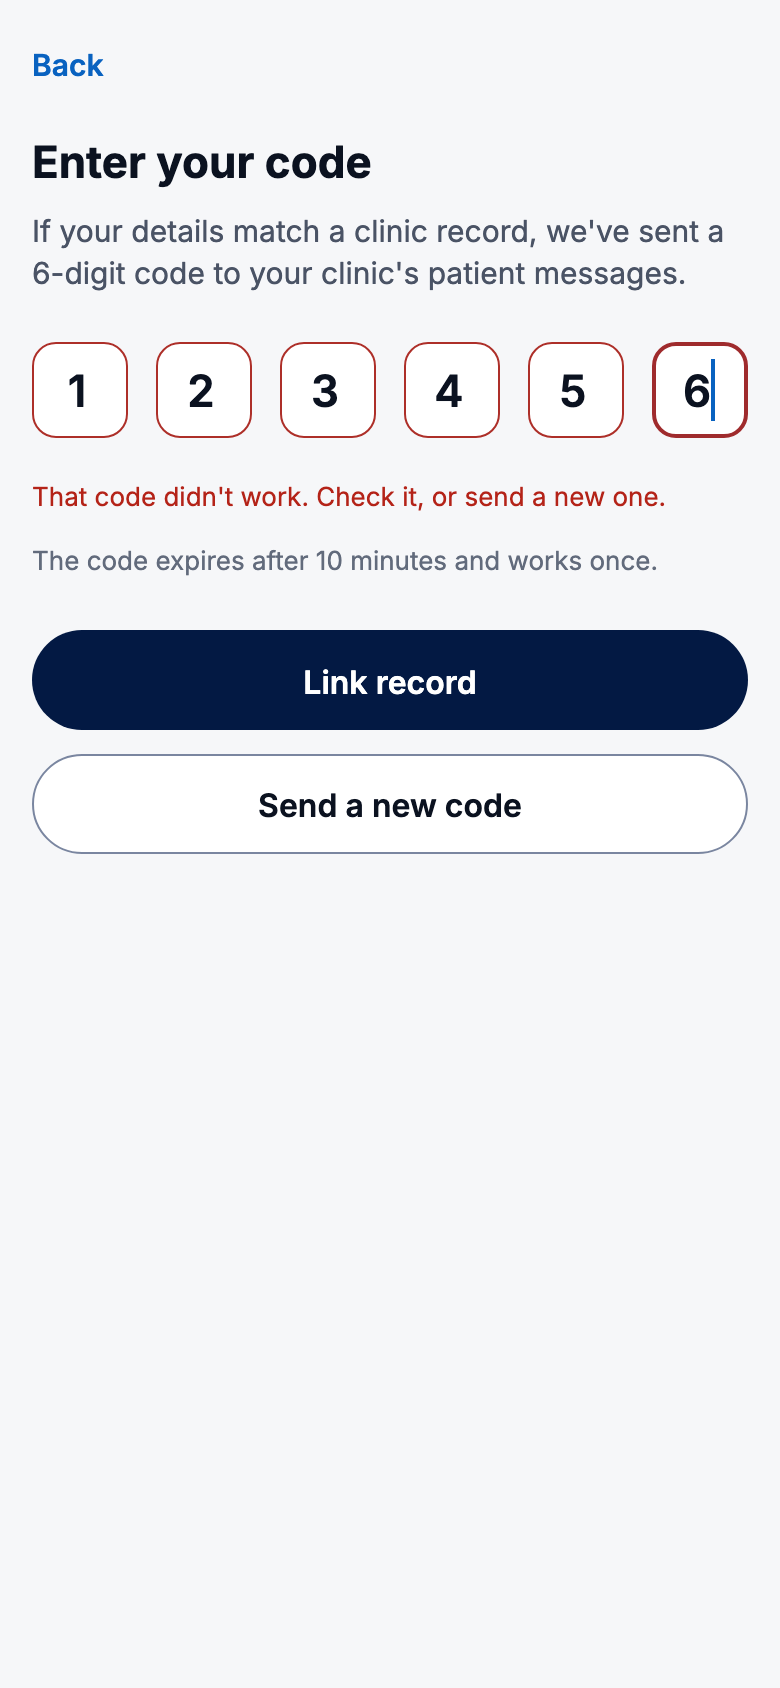 Back
Enter your code
If your details match a clinic record, we've sent a
6-digit code to your clinic's patient messages.
1 2 3 4 5 6
That code didn't work. Check it, or send a new one.
The code expires after 10 minutes and works once.
Link record
Send a new code